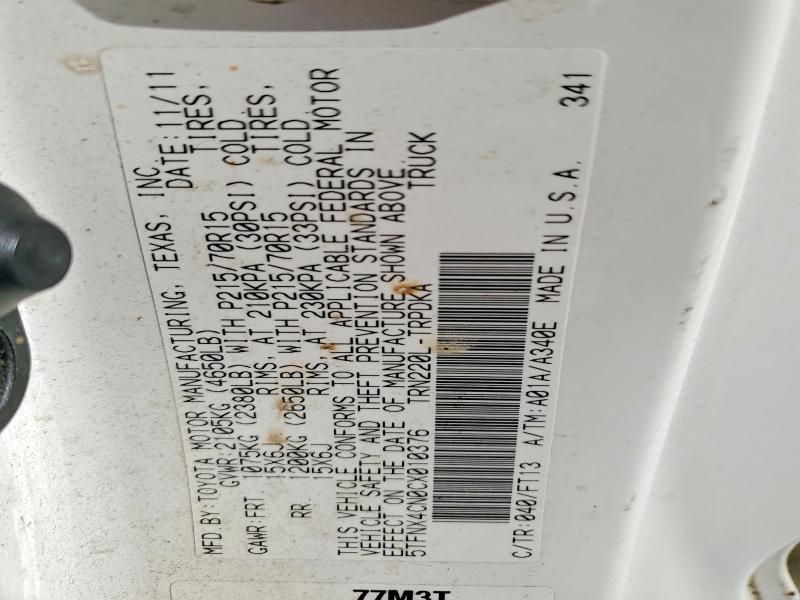 MFD.BY:TOYOTA MOTOR MANUFACTURING, TEXAS, INC.
GVWR:2105KG (4650LB) DATE:11/11
GAWR:FRT 1075KG (2380LB) WITH P215/70R15 TIRES,
15X6J RIMS, AT 210KPA (30PSI) COLD
RR 1200KG (2650LB) WITH P215/70R15 TIRES,
15X6J RIMS, AT 230KPA (33PSI) COLD
THIS VEHICLE CONFORMS TO ALL APPLICABLE FEDERAL MOTOR
VEHICLE SAFETY AND THEFT PREVENTION STANDARDS IN
EFFECT ON THE DATE OF MANUFACTURE SHOWN ABOVE.
5TFNX4CN0CX010376 TRN220L-TRPDKA TRUCK
C/TR:040/FT13 A/TM:A01A/A340E MADE IN U.S.A. 341
77M3T